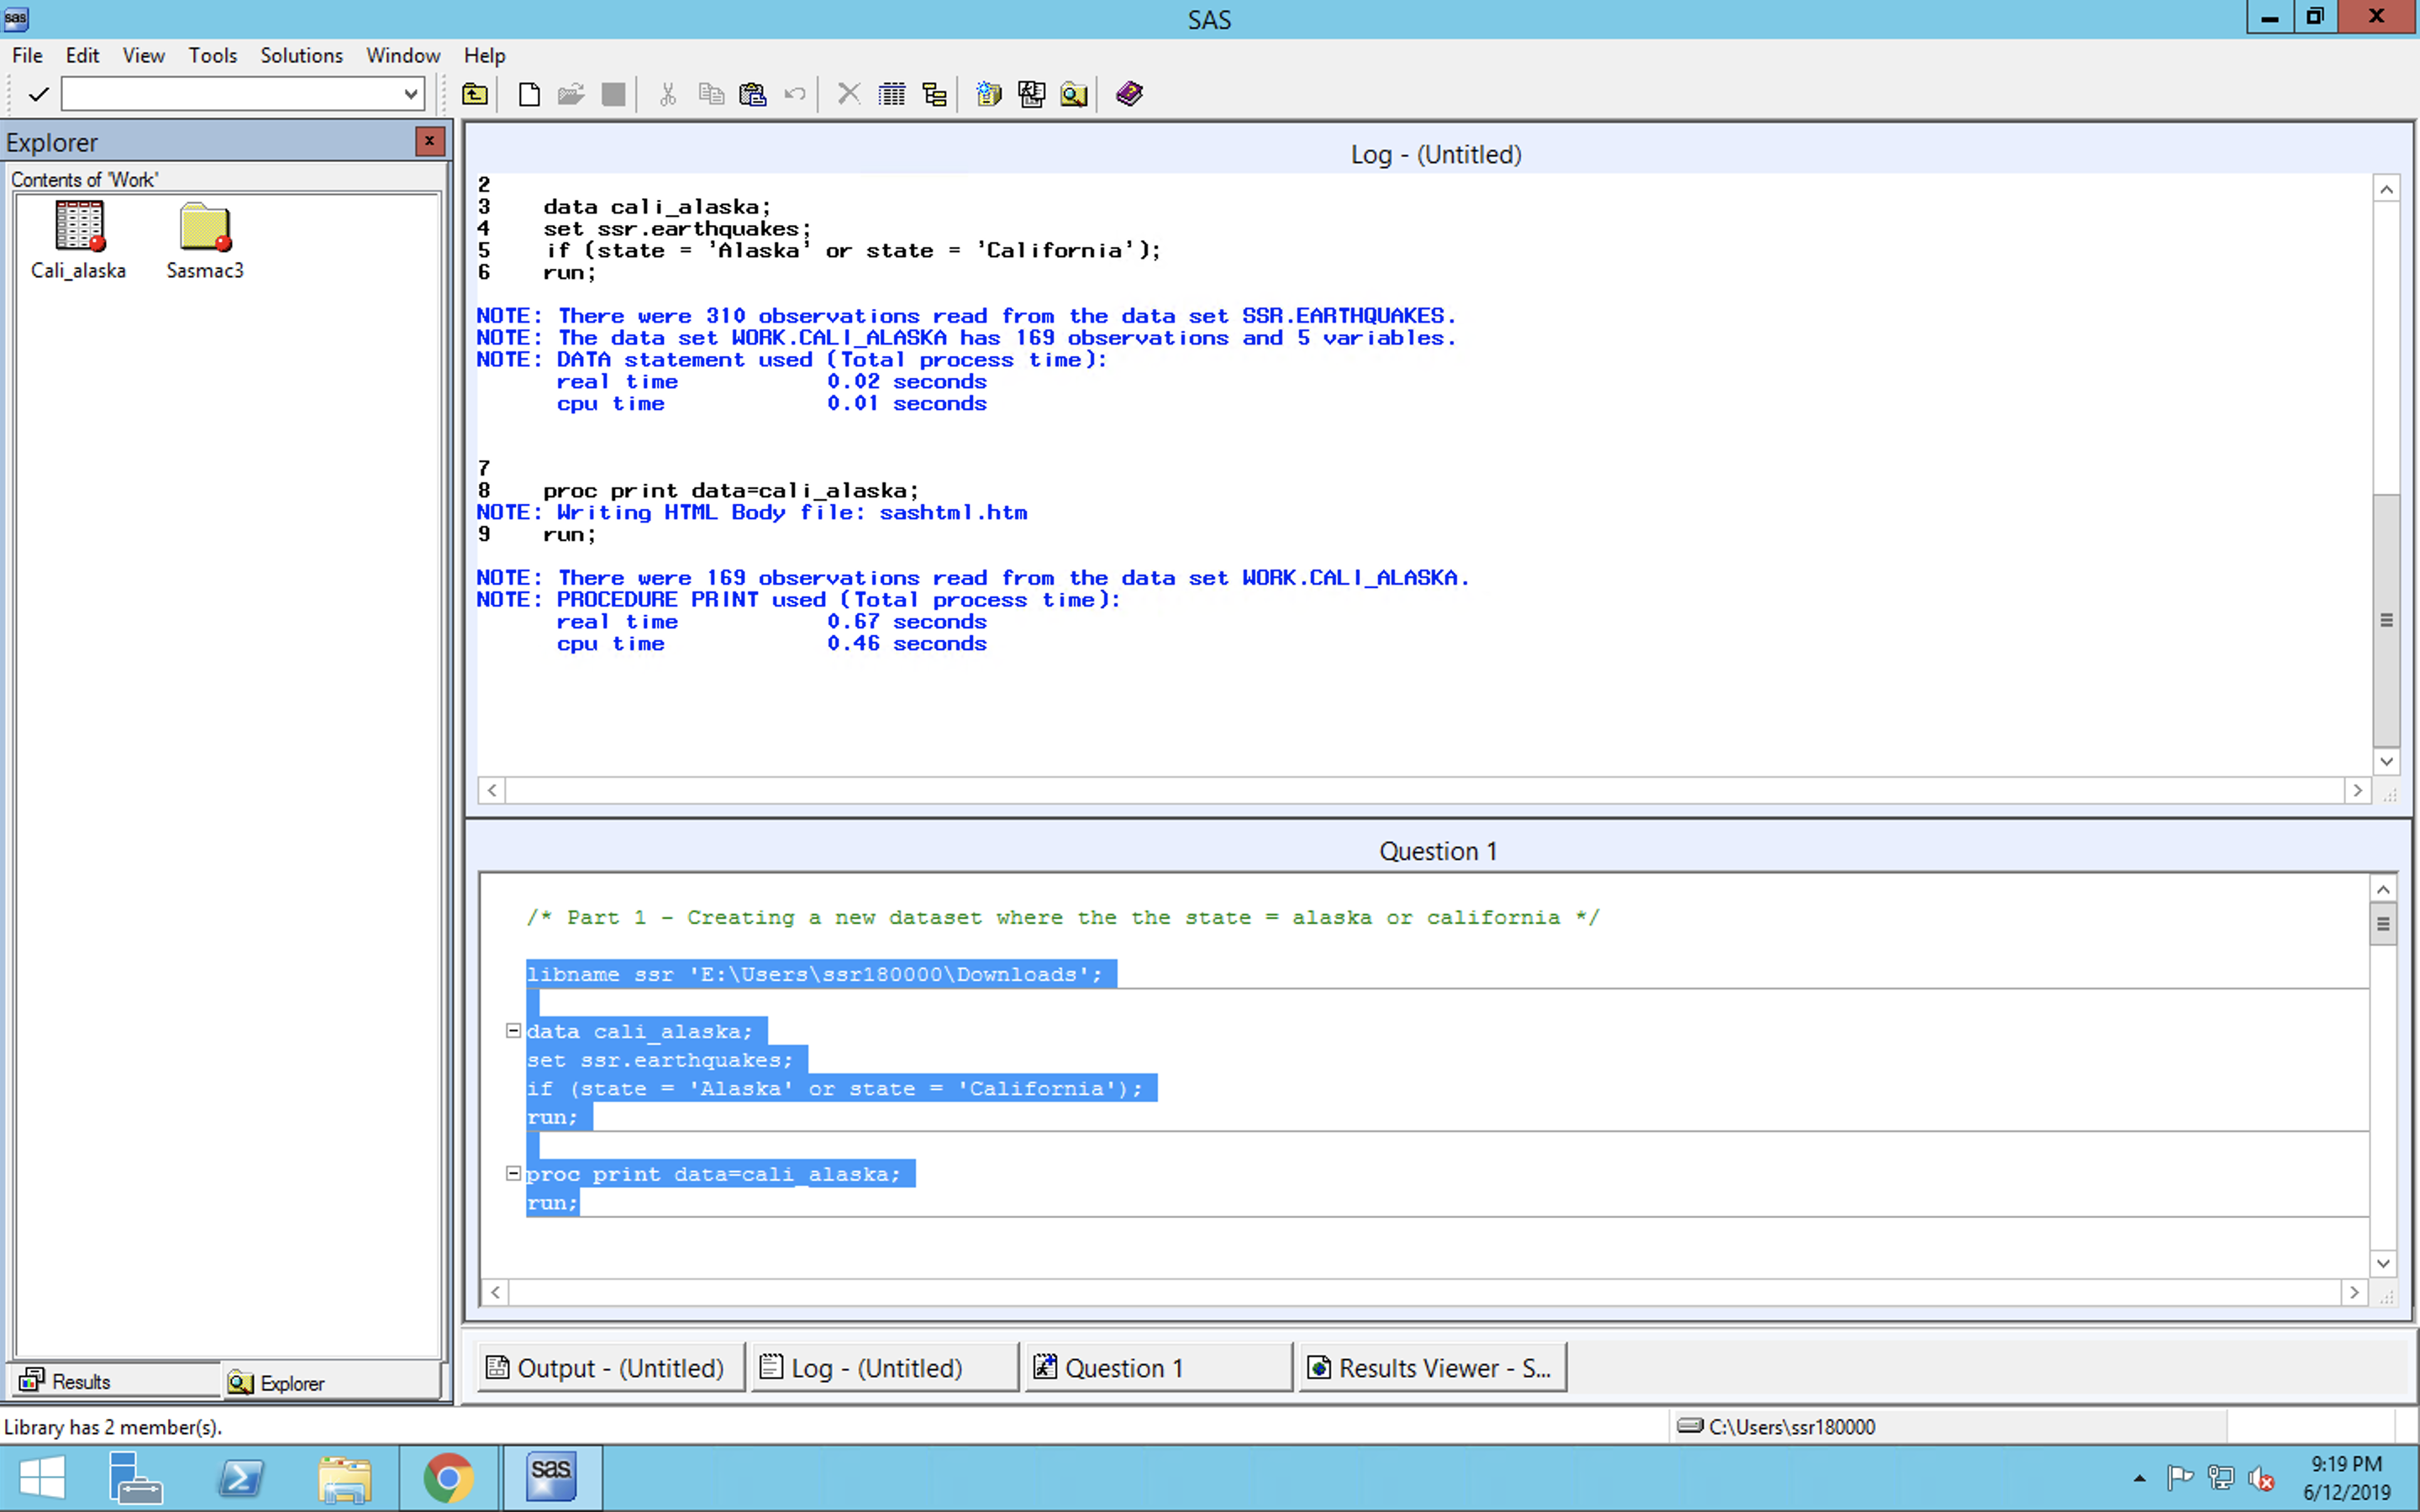 sas
SAS
File Edit View Tools Solutions Window Help
Explorer
Contents of 'Work'
Cali_alaska
Sasmac3
Log - (Untitled)
2
3 data cali_alaska;
4 set ssr.earthquakes;
5 if (state = 'Alaska' or state = 'California');
6 run;
NOTE: There were 310 observations read from the data set SSR.EARTHQUAKES.
NOTE: The data set WORK.CALI_ALASKA has 169 observations and 5 variables.
NOTE: DATA statement used (Total process time):
real time 0.02 seconds
cpu time 0.01 seconds
7
8 proc print data=cali_alaska;
NOTE: Writing HTML Body file: sashtml.htm
9 run;
NOTE: There were 169 observations read from the data set WORK.CALI_ALASKA.
NOTE: PROCEDURE PRINT used (Total process time):
real time 0.67 seconds
cpu time 0.46 seconds
Question 1
/* Part 1 - Creating a new dataset where the the state = alaska or california */
libname ssr 'E:\Users\ssr180000\Downloads';
data cali_alaska;
set ssr.earthquakes;
if (state = 'Alaska' or state = 'California');
run;
proc print data=cali_alaska;
run;
Results
Explorer
Output - (Untitled)
Log - (Untitled)
Question 1
Results Viewer - S...
Library has 2 member(s).
C:\Users\ssr180000
sas
9:19 PM
6/12/2019